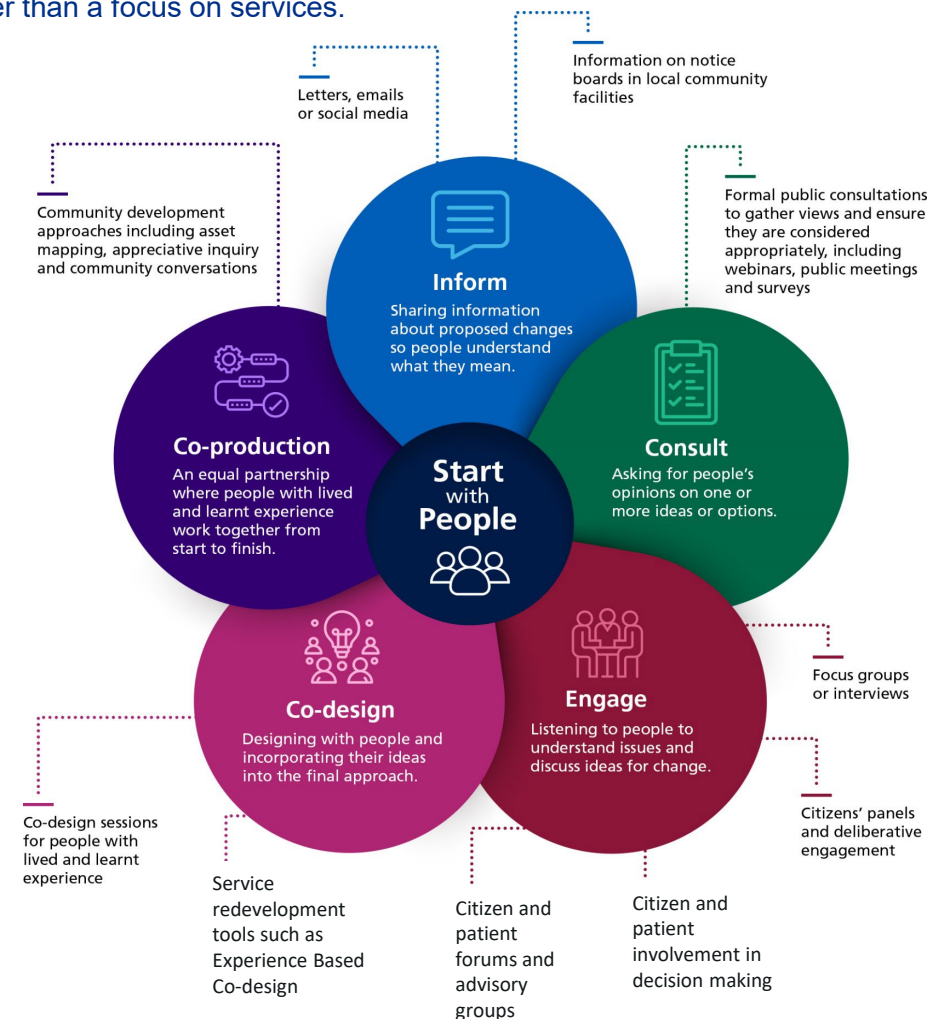 er than a focus on services.
Letters, emails
or social media
Information on notice
boards in local community
facilities
Community development
approaches including asset
mapping, appreciative inquiry
and community conversations
Formal public consultations
to gather views and ensure
they are considered
appropriately, including
webinars, public meetings
and surveys
Inform
Sharing information
about proposed changes
so people understand
what they mean.
Co-production
An equal partnership
where people with lived
and learnt experience
work together from
start to finish.
Start
with
People
Consult
Asking for people's
opinions on one or
more ideas or options.
Co-design
Designing with people and
incorporating their ideas
into the final approach.
Engage
Listening to people to
understand issues and
discuss ideas for change.
Focus groups
or interviews
Citizens' panels
and deliberative
engagement
Co-design sessions
for people with
lived and learnt
experience
Service
redevelopment
tools such as
Experience Based
Co-design
Citizen and
patient
forums and
advisory
groups
Citizen and
patient
involvement in
decision making